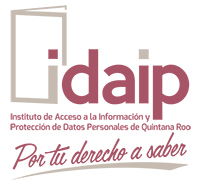 idaip
Instituto de Acceso a la Información y
Protección de Datos Personales de Quintana Roo
Por tu derecho a saber